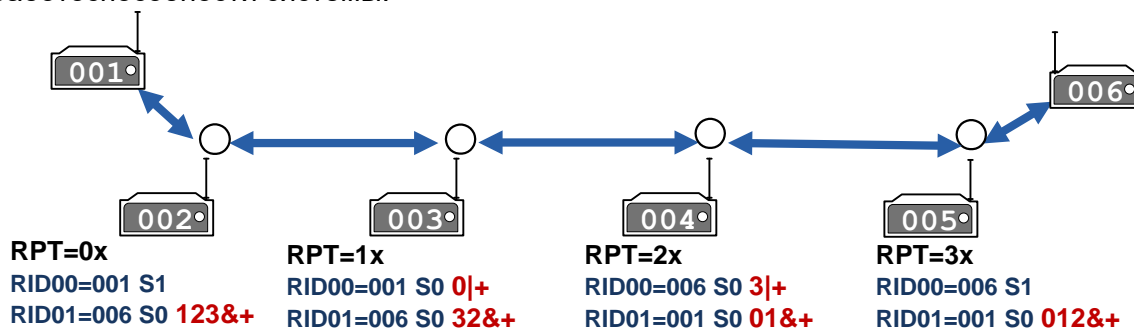 001
006
002
003
004
005
RPT=0x
RID00=001 S1
RID01=006 S0 123&+
RPT=1x
RID00=001 S0 0|+
RID01=006 S0 32&+
RPT=2x
RID00=006 S0 3|+
RID01=001 S0 01&+
RPT=3x
RID00=006 S1
RID01=001 S0 012&+